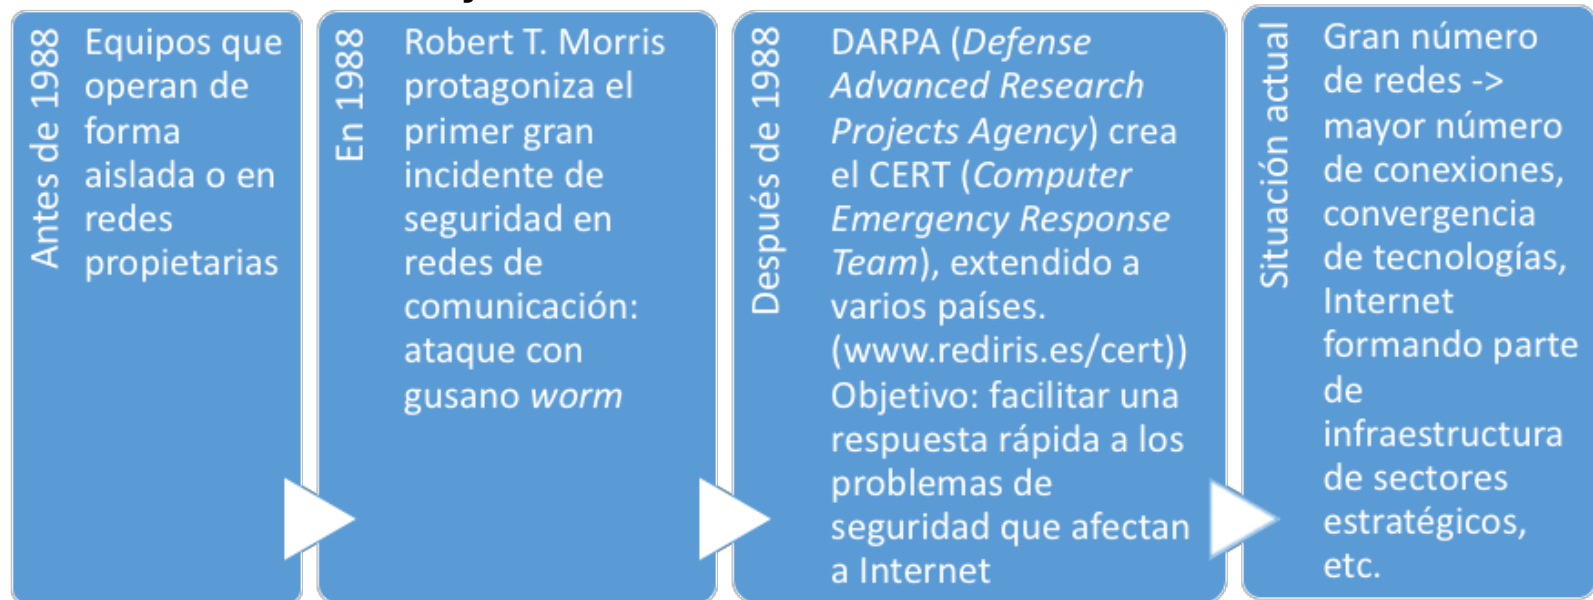 Antes de 1988
Equipos que
operan de
forma
aislada o en
redes
propietarias
En 1988
Robert T. Morris
protagoniza el
primer gran
incidente de
seguridad en
redes de
comunicación:
ataque con
gusano worm
Después de 1988
DARPA (Defense
Advanced Research
Projects Agency) crea
el CERT (Computer
Emergency Response
Team), extendido a
varios países.
(www.rediris.es/cert))
Objetivo: facilitar una
respuesta rápida a los
problemas de
seguridad que afectan
a Internet
Situación actual
Gran número
de redes ->
mayor número
de conexiones,
convergencia
de tecnologías,
Internet
formando parte
de
infraestructura
de sectores
estratégicos,
etc.